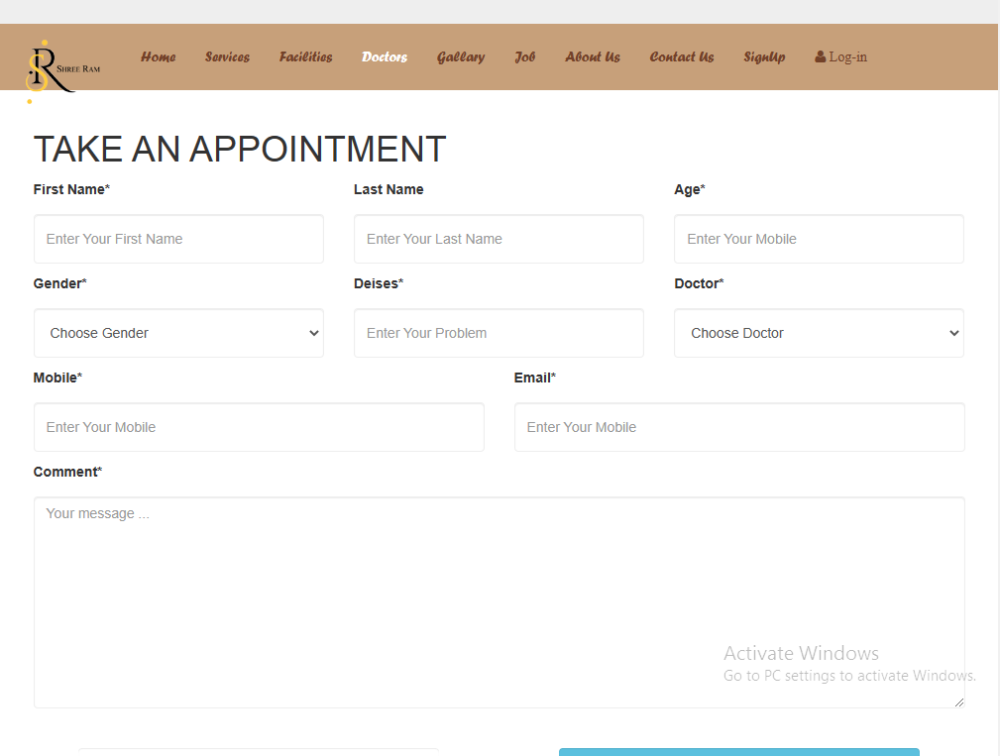 SR SHREE RAM
Home Services Facilities Doctors Gallary Job About Us Contact Us SignUp Log-in
TAKE AN APPOINTMENT
First Name* Last Name Age*
Enter Your First Name Enter Your Last Name Enter Your Mobile
Gender* Deises* Doctor*
Choose Gender Enter Your Problem Choose Doctor
Mobile* Email*
Enter Your Mobile Enter Your Mobile
Comment*
Your message ...
Activate Windows
Go to PC settings to activate Windows.